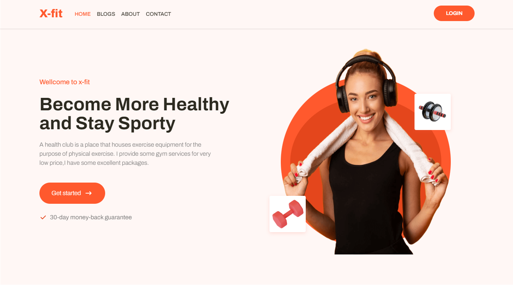 X-fit
HOME BLOGS ABOUT CONTACT
LOGIN
Wellcome to x-fit
Become More Healthy
and Stay Sporty
A health club is a place that houses exercise equipment for the
purpose of physical exercise. I provide some gym services for very
low price.I have some excellent packages.
Get started →
30-day money-back guarantee